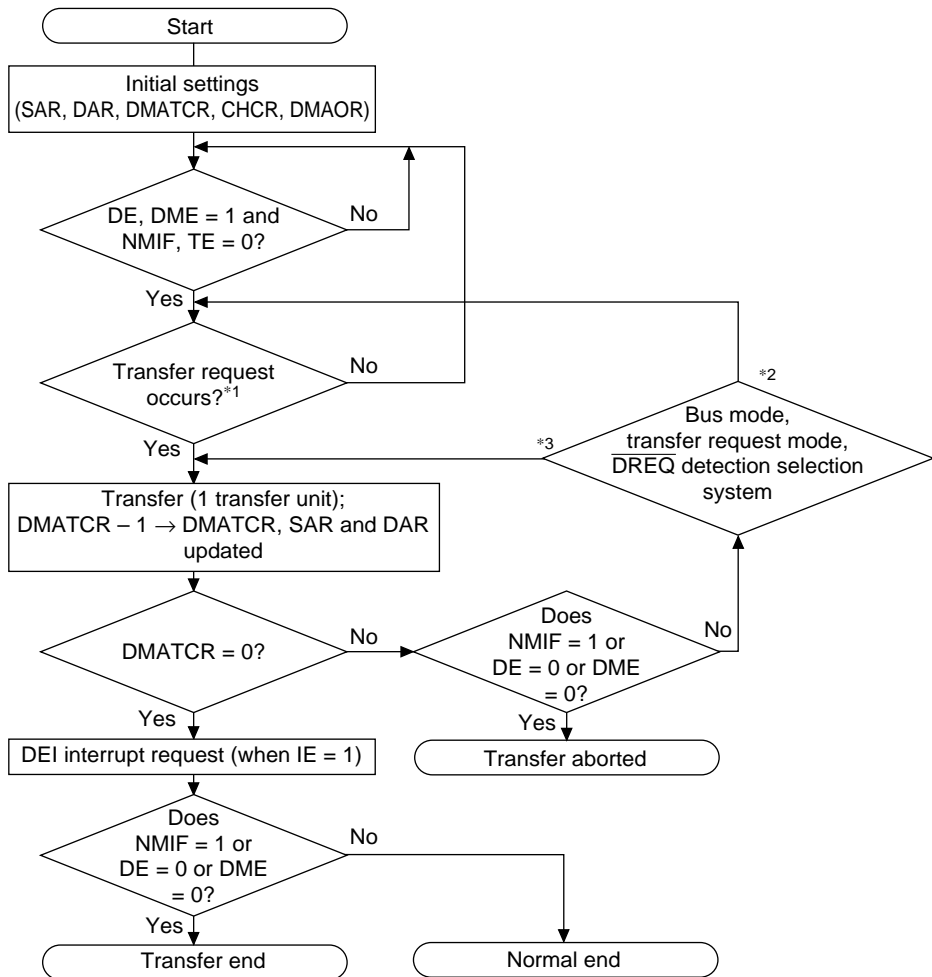 Start
Initial settings
(SAR, DAR, DMATCR, CHCR, DMAOR)
DE, DME = 1 and
NMIF, TE = 0?
No
Yes
Transfer request
occurs?*1
No
Yes
*2
Bus mode,
transfer request mode,
DREQ detection selection
system
*3
Transfer (1 transfer unit);
DMATCR – 1 → DMATCR, SAR and DAR
updated
DMATCR = 0?
No
Yes
Does
NMIF = 1 or
DE = 0 or DME
= 0?
No
Yes
Transfer aborted
DEI interrupt request (when IE = 1)
Does
NMIF = 1 or
DE = 0 or DME
= 0?
No
Yes
Transfer end
Normal end